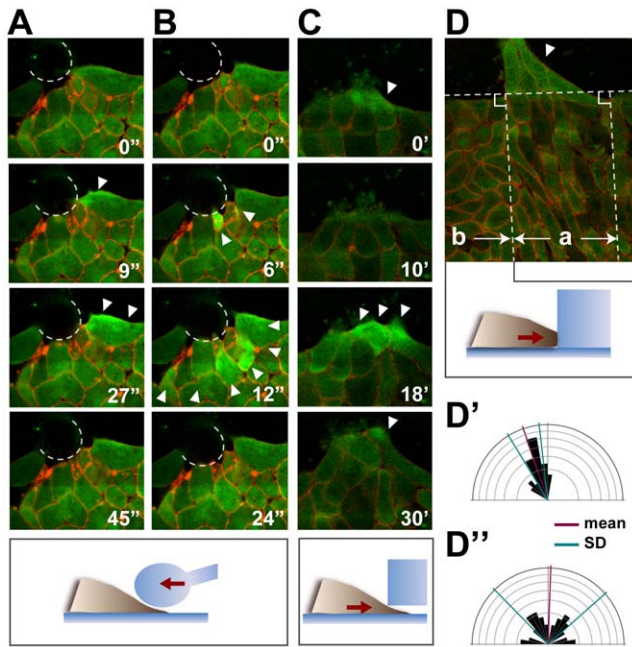 A
B
C
D
0”
0”
0’
9”
6”
10’
b
a
27”
12”
18’
D’
45”
24”
30’
mean
SD
D’’